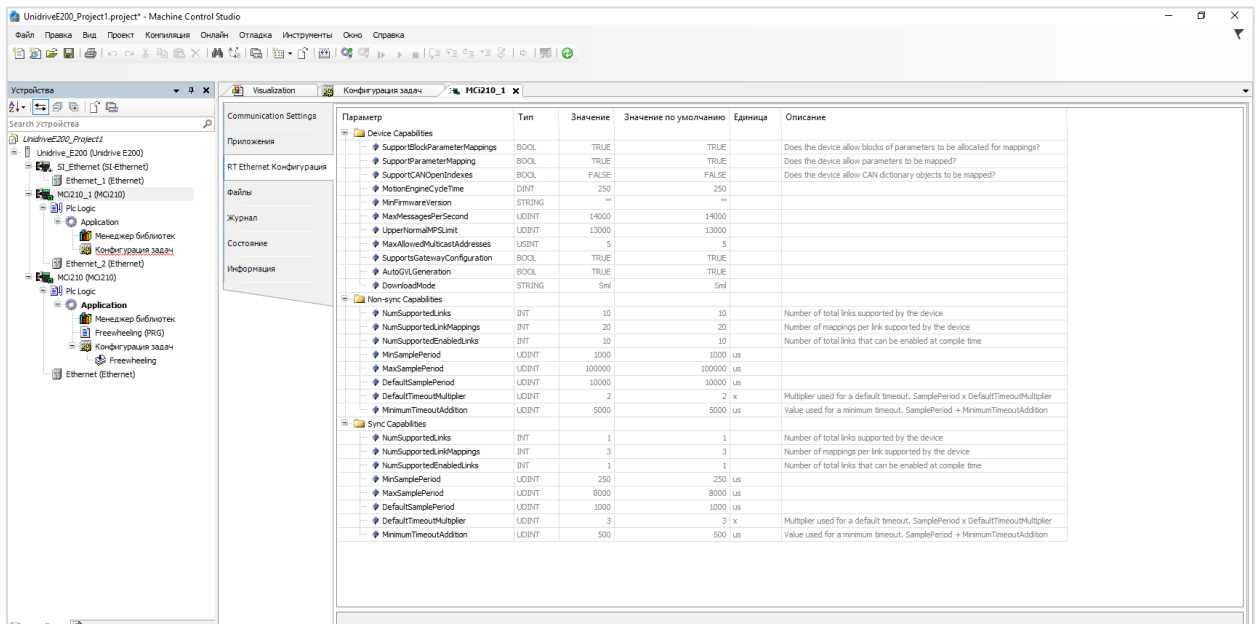 UnidriveE200_Project1.project* - Machine Control Studio
Файл Правка Вид Проект Компиляция Онлайн Отладка Инструменты Окно Справка
Устройства
Search Устройства
UnidriveE200_Project1
Unidrive_E200 (Unidrive E200)
SI_Ethernet (SI-Ethernet)
Ethernet_1 (Ethernet)
MCi210_1 (MCi210)
Plc Logic
Application
Менеджер библиотек
Конфигурация задач
Ethernet_2 (Ethernet)
MCi210 (MCi210)
Plc Logic
Application
Менеджер библиотек
Freewheeling (PRG)
Конфигурация задач
Freewheeling
Ethernet (Ethernet)
Visualization Конфигурация задач MCi210_1
Communication Settings
Приложения
RT Ethernet Конфигурация
Файлы
Журнал
Состояние
Информация
Параметр Тип Значение Значение по умолчанию Единица Описание
Device Capabilities
SupportBlockParameterMappings BOOL TRUE TRUE Does the device allow blocks of parameters to be allocated for mappings?
SupportParameterMapping BOOL TRUE TRUE Does the device allow parameters to be mapped?
SupportCANOpenIndexes BOOL FALSE FALSE Does the device allow CAN dictionary objects to be mapped?
MotionEngineCycleTime DINT 250 250
MinFirmwareVersion STRING "" ""
MaxMessagesPerSecond UDINT 14000 14000
UpperNormalMPSLimit UDINT 13000 13000
MaxAllowedMulticastAddresses USINT 5 5
SupportsGatewayConfiguration BOOL TRUE TRUE
AutoGVLGeneration BOOL TRUE TRUE
DownloadMode STRING Sml Sml
Non-sync Capabilities
NumSupportedLinks INT 10 10 Number of total links supported by the device
NumSupportedLinkMappings INT 20 20 Number of mappings per link supported by the device
NumSupportedEnabledLinks INT 10 10 Number of total links that can be enabled at compile time
MinSamplePeriod UDINT 1000 1000 us
MaxSamplePeriod UDINT 100000 100000 us
DefaultSamplePeriod UDINT 10000 10000 us
DefaultTimeoutMultiplier UDINT 2 2 x Multiplier used for a default timeout. SamplePeriod x DefaultTimeoutMultiplier
MinimumTimeoutAddition UDINT 5000 5000 us Value used for a minimum timeout. SamplePeriod + MinimumTimeoutAddition
Sync Capabilities
NumSupportedLinks INT 1 1 Number of total links supported by the device
NumSupportedLinkMappings INT 3 3 Number of mappings per link supported by the device
NumSupportedEnabledLinks INT 1 1 Number of total links that can be enabled at compile time
MinSamplePeriod UDINT 250 250 us
MaxSamplePeriod UDINT 8000 8000 us
DefaultSamplePeriod UDINT 1000 1000 us
DefaultTimeoutMultiplier UDINT 3 3 x Multiplier used for a default timeout. SamplePeriod x DefaultTimeoutMultiplier
MinimumTimeoutAddition UDINT 500 500 us Value used for a minimum timeout. SamplePeriod + MinimumTimeoutAddition